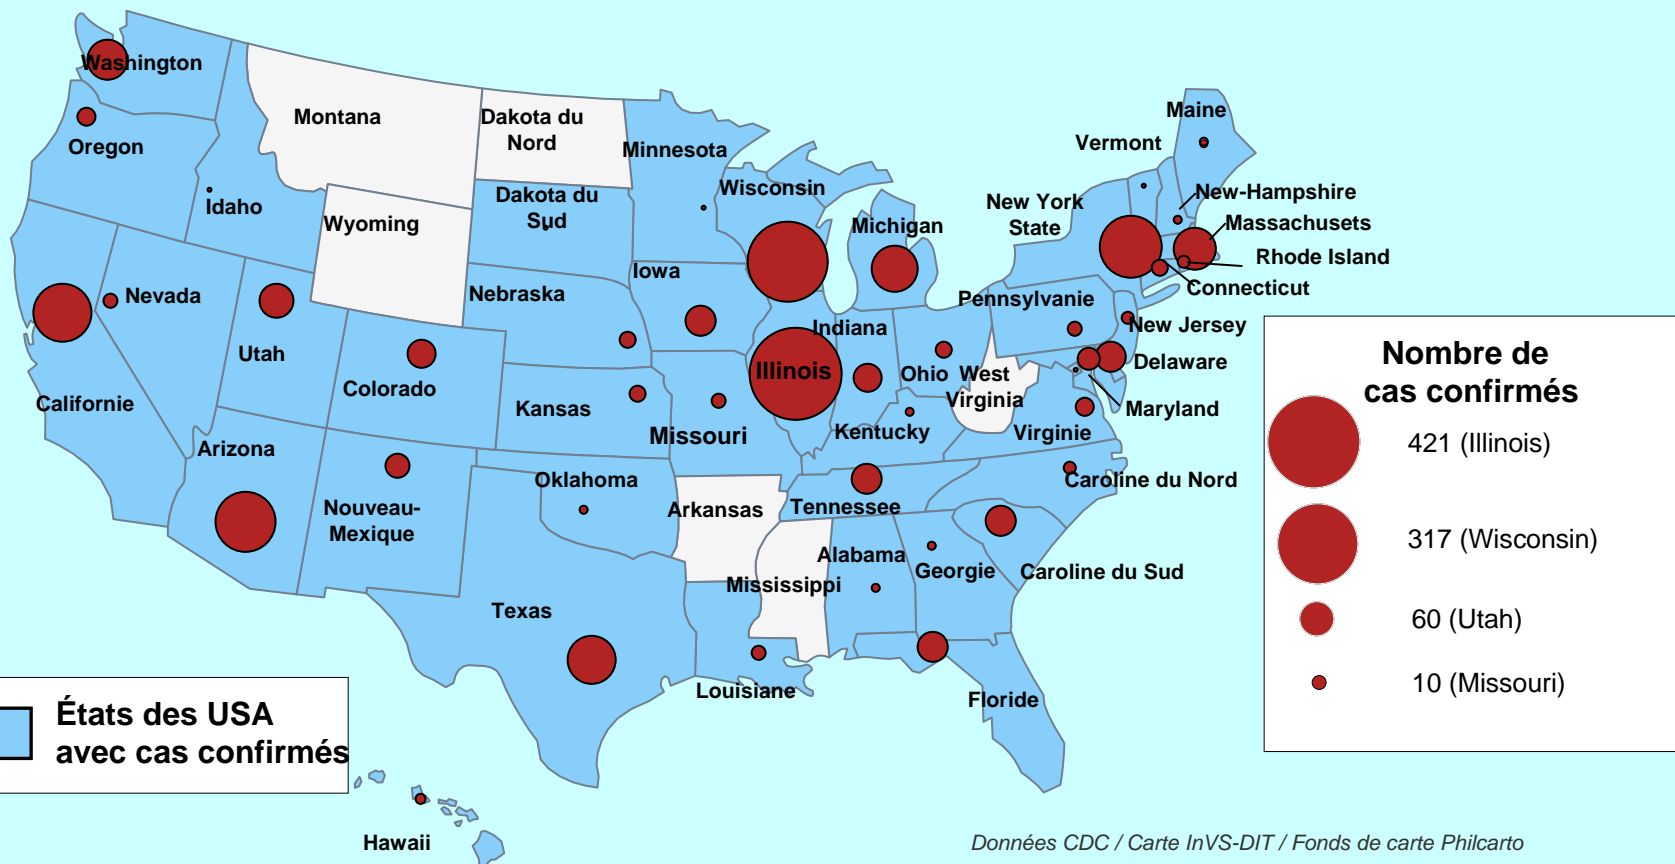 Washington
Montana
Dakota du
Nord
Minnesota
Maine
Vermont
Oregon
Idaho
Dakota du
Sud
Wisconsin
New-Hampshire
New York
State
Massachusets
Wyoming
Michigan
Rhode Island
Iowa
Connecticut
Nevada
Nebraska
Pennsylvanie
Indiana
New Jersey
Utah
Colorado
Illinois
Ohio
West
Virginia
Delaware
Californie
Kansas
Missouri
Kentucky
Virginie
Maryland
Arizona
Oklahoma
Caroline du Nord
Nouveau-
Mexique
Arkansas
Tennessee
Alabama
Georgie
Caroline du Sud
Mississippi
Texas
Louisiane
Floride
Hawaii
Nombre de
cas confirmés
421 (Illinois)
317 (Wisconsin)
60 (Utah)
10 (Missouri)
États des USA
avec cas confirmés
Données CDC / Carte InVS-DIT / Fonds de carte Philcarto